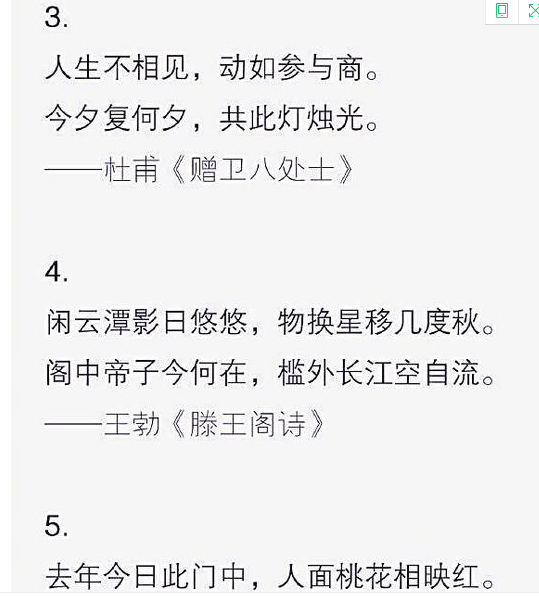 3.
人生不相见，动如参与商。
今夕复何夕，共此灯烛光。
——杜甫《赠卫八处士》
4.
闲云潭影日悠悠，物换星移几度秋。
阁中帝子今何在，槛外长江空自流。
——王勃《滕王阁诗》
5.
去年今日此门中，人面桃花相映红。